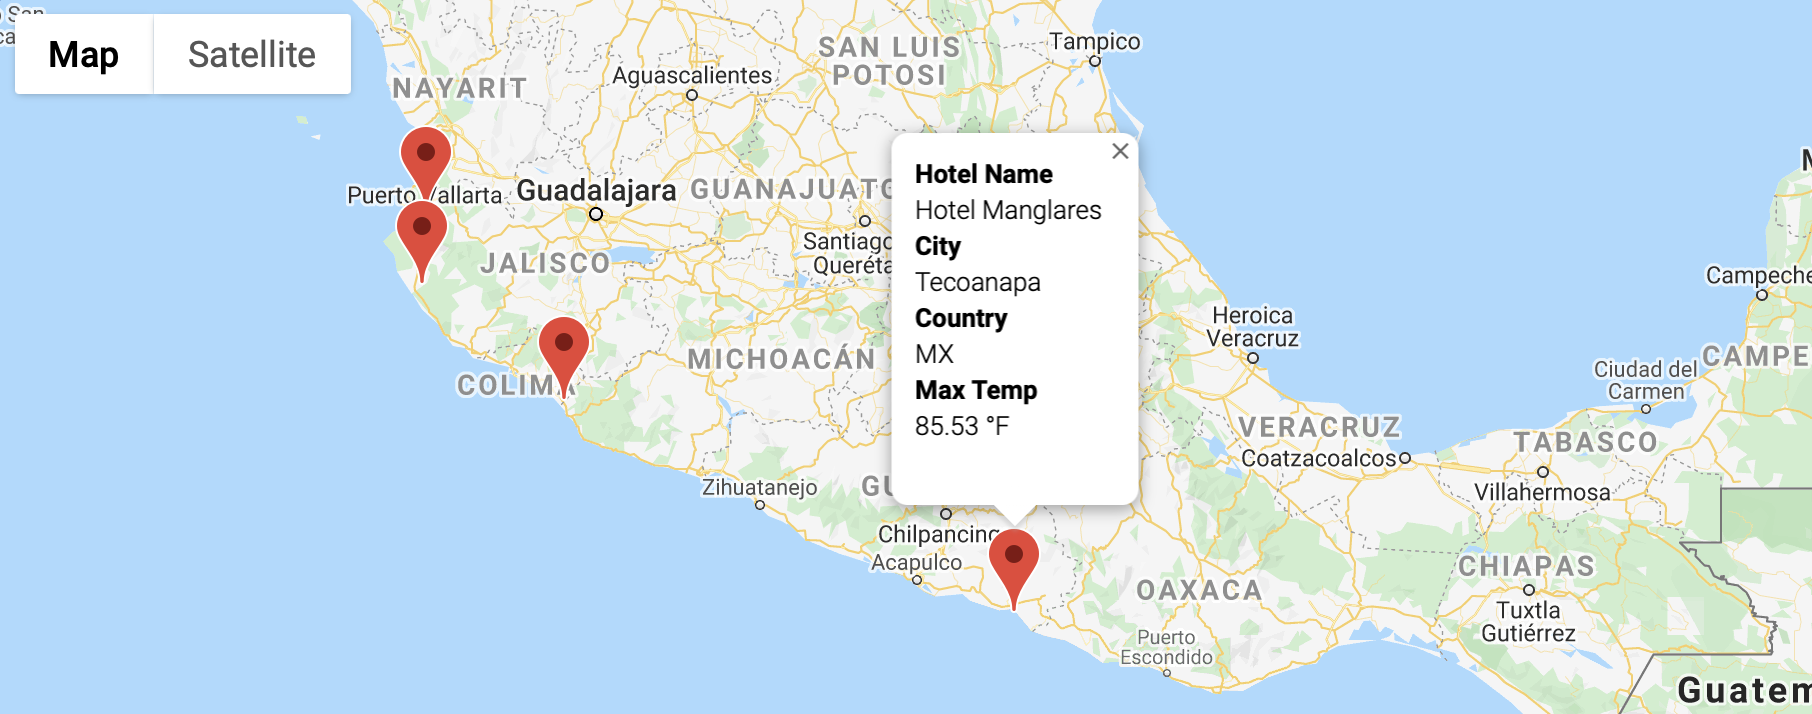 Map
Satellite
SAN LUIS
POTOSI
Tampico
Aguascalientes
NAYARIT
Hotel Name
Hotel Manglares
City
Tecoanapa
Country
MX
Max Temp
85.53 °F
Puerto Vallarta
Guadalajara
GUANAJUATO
Santiago
Queréta
JALISCO
Campeche
Heroica
Veracruz
MICHOACÁN
CAMPE
COLIMA
Ciudad del
Carmen
VERACRUZ
Coatzacoalcos
TABASCO
Villahermosa
Zihuatanejo
GU
Chilpancing
Acapulco
CHIAPAS
OAXACA
Tuxtla
Gutiérrez
Puerto
Escondido
Guatem